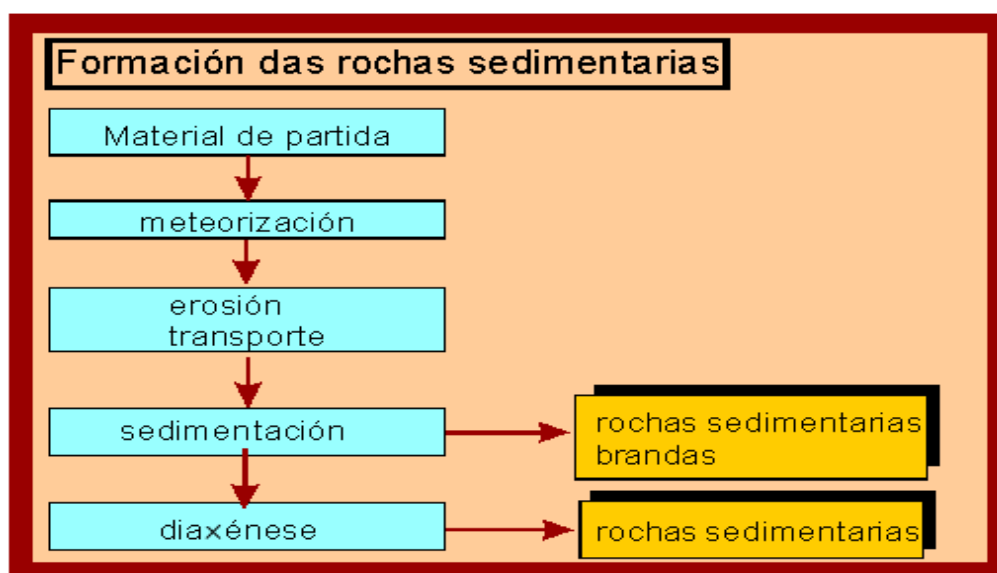 Formación das rochas sedimentarias
Material de partida
meteorización
erosión
transporte
sedimentación
rochas sedimentarias
brandas
diaxénese
rochas sedimentarias